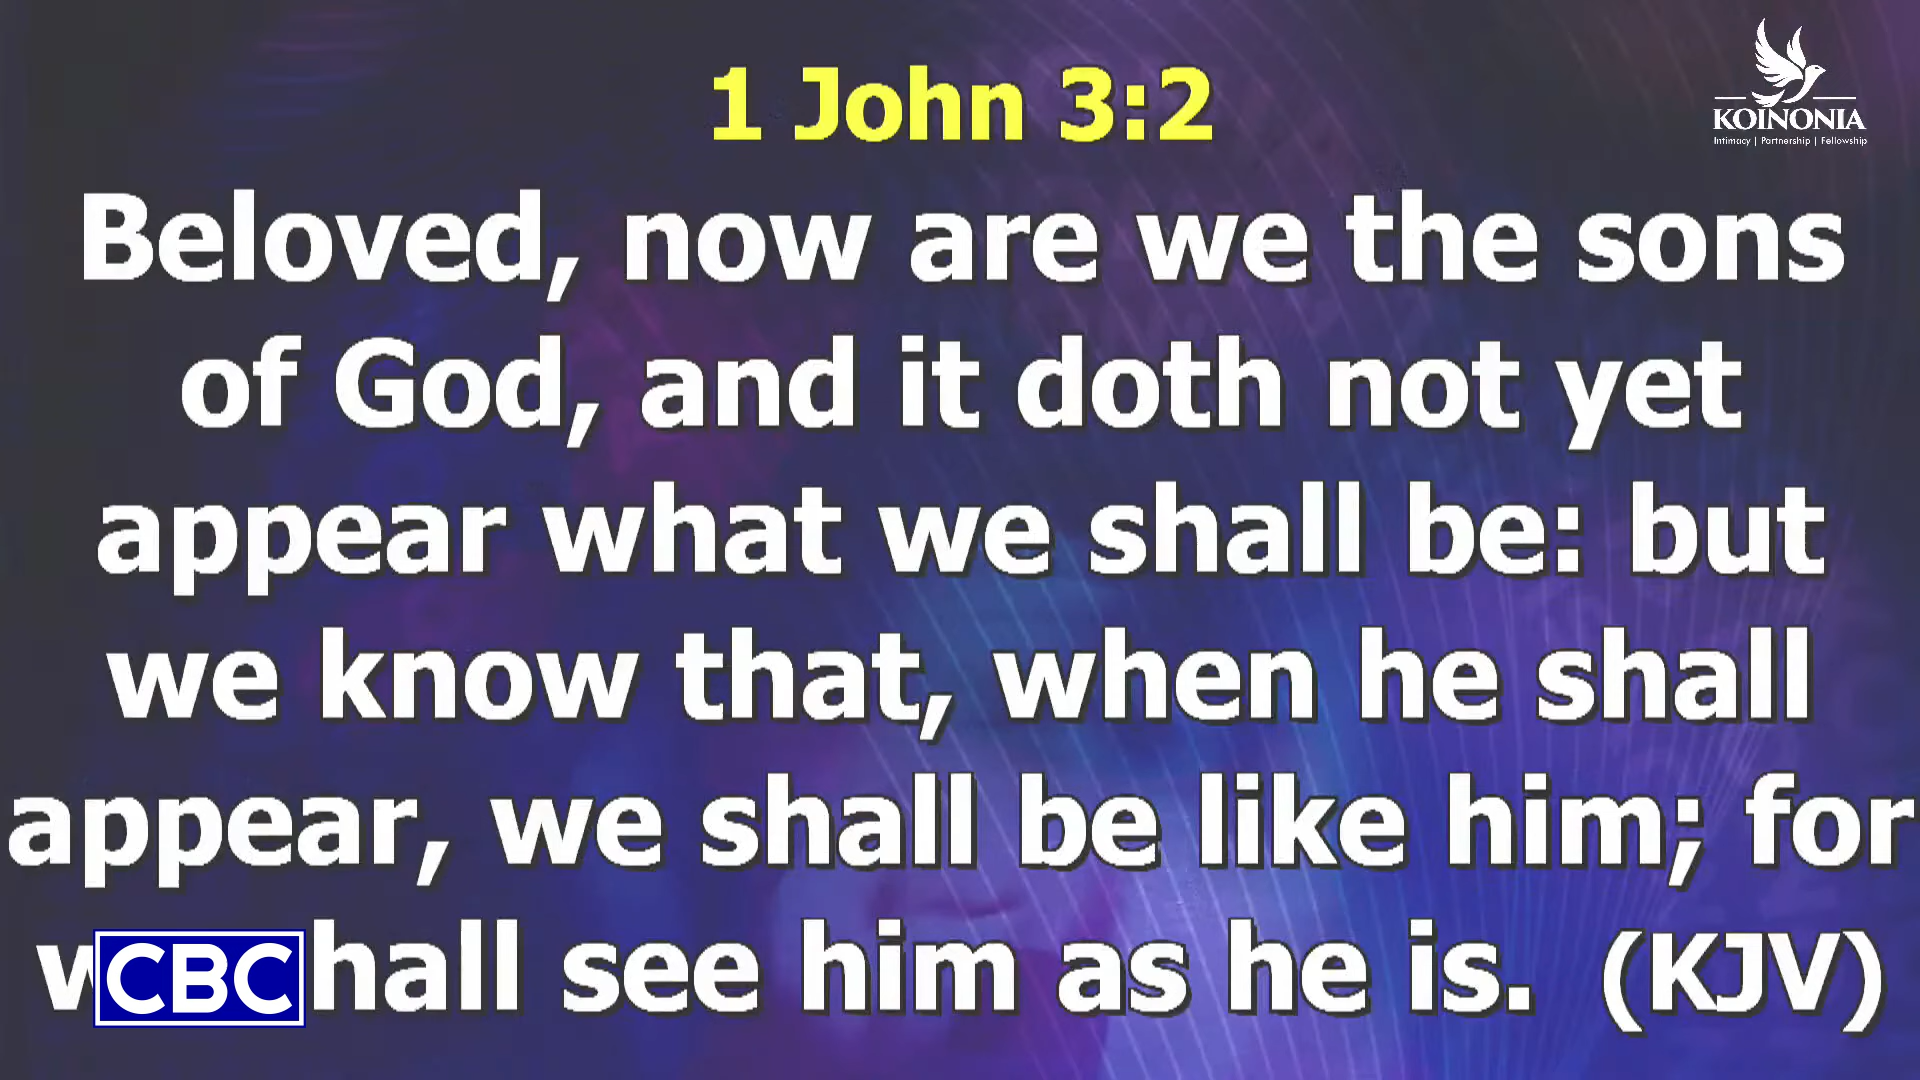 1 John 3:2
KOINONIA
Intimacy | Partnership | Fellowship
Beloved, now are we the sons
of God, and it doth not yet
appear what we shall be: but
we know that, when he shall
appear, we shall be like him; for
CBC hall see him as he is. (KJV)